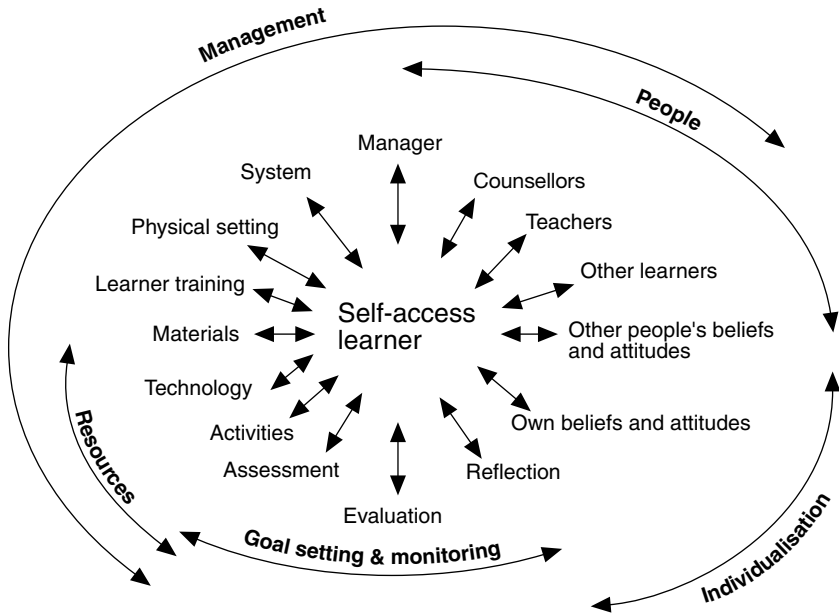 Management
People
Manager
System
Counsellors
Physical setting
Teachers
Learner training
Other learners
Self-access
learner
Materials
Other people's beliefs
and attitudes
Technology
Own beliefs and attitudes
Activities
Resources
Assessment
Reflection
Evaluation
Goal setting & monitoring
Individualisation